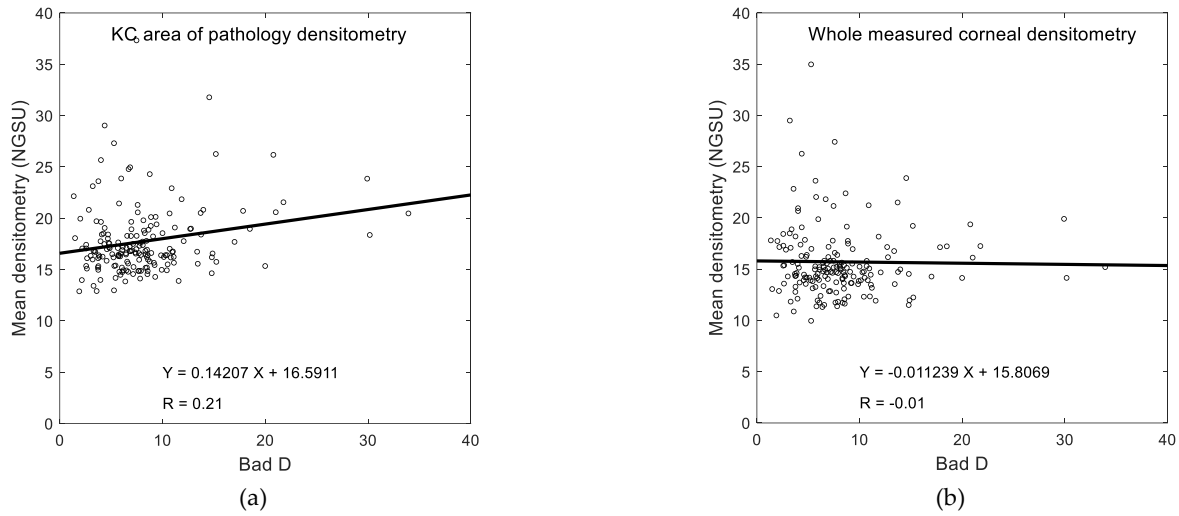 40
35
30
25
20
15
10
5
0
Mean densitometry (NGSU)
KC area of pathology densitometry
Y = 0.14207 X + 16.5911
R = 0.21
0 10 20 30 40
Bad D
(a)
40
35
30
25
20
15
10
5
0
Mean densitometry (NGSU)
Whole measured corneal densitometry
Y = -0.011239 X + 15.8069
R = -0.01
0 10 20 30 40
Bad D
(b)